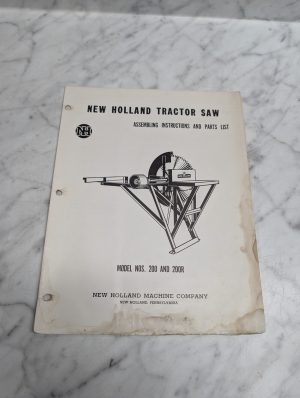 NEW HOLLAND TRACTOR SAW
ASSEMBLING INSTRUCTIONS AND PARTS LIST
MODEL NOS. 200 AND 200R
NEW HOLLAND MACHINE COMPANY
NEW HOLLAND, PENNSYLVANIA